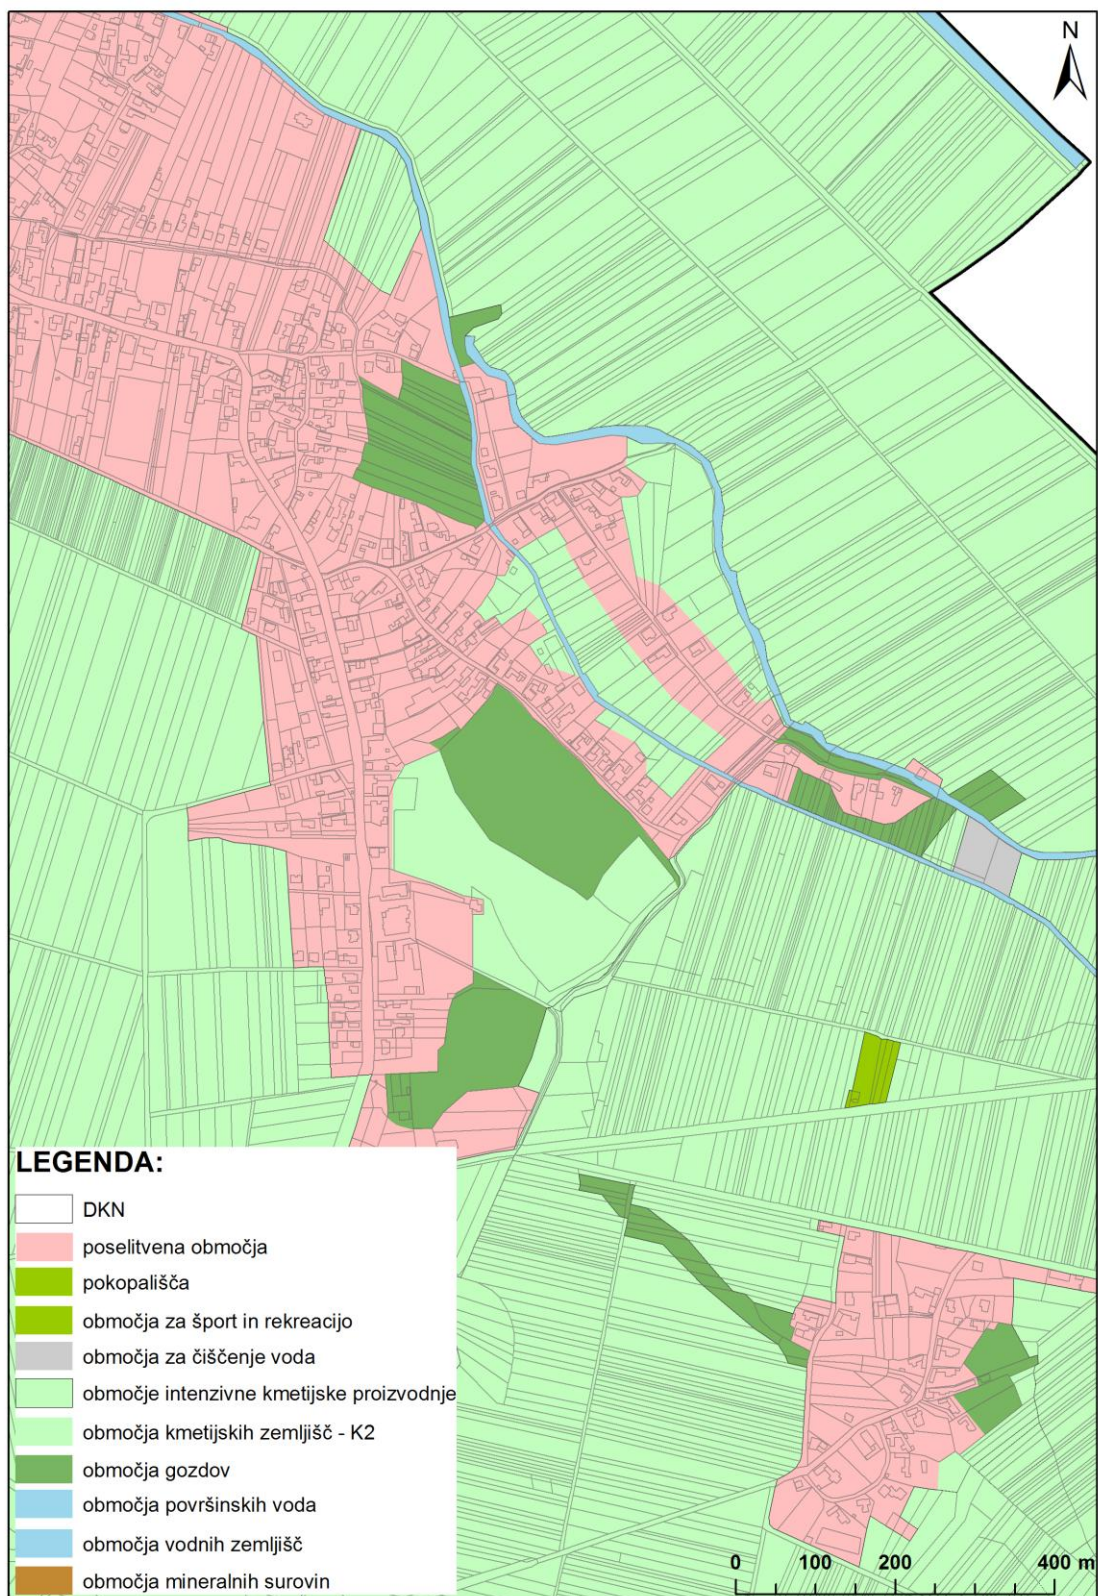 N
LEGENDA:
DKN
poselitvena območja
pokopališča
območja za šport in rekreacijo
območja za čiščenje voda
območje intenzivne kmetijske proizvodnje
območja kmetijskih zemljišč - K2
območja gozdov
območja površinskih voda
območja vodnih zemljišč
območja mineralnih surovin
0 100 200 400 m